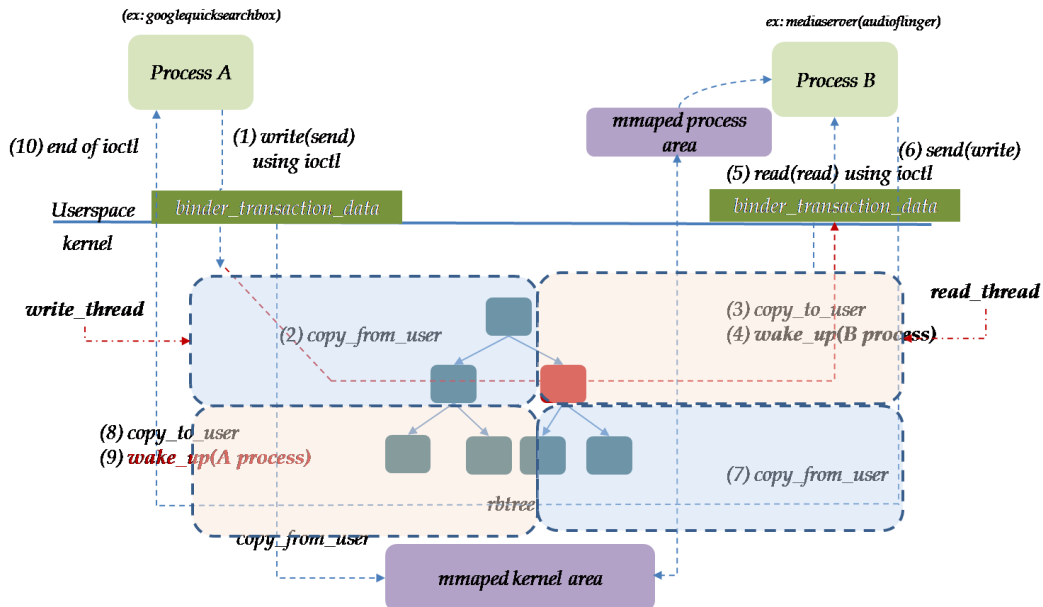 (ex: googlequicksearchbox)
ex: mediaserver(audioflinger)
Process A
Process B
mmaped process
area
(10) end of ioctl
(1) write(send)
using ioctl
(6) send(write)
(5) read(read) using ioctl
Userspace
binder_transaction_data
binder_transaction_data
kernel
write_thread
read_thread
(2) copy_from_user
(3) copy_to_user
(4) wake_up(B process)
(8) copy_to_user
(9) wake_up(A process)
(7) copy_from_user
rbtree
copy_from_user
mmaped kernel area